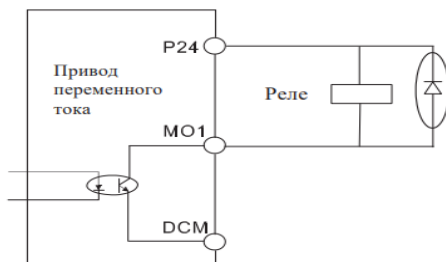 P24
Привод
переменного
тока
Реле
MO1
DCM